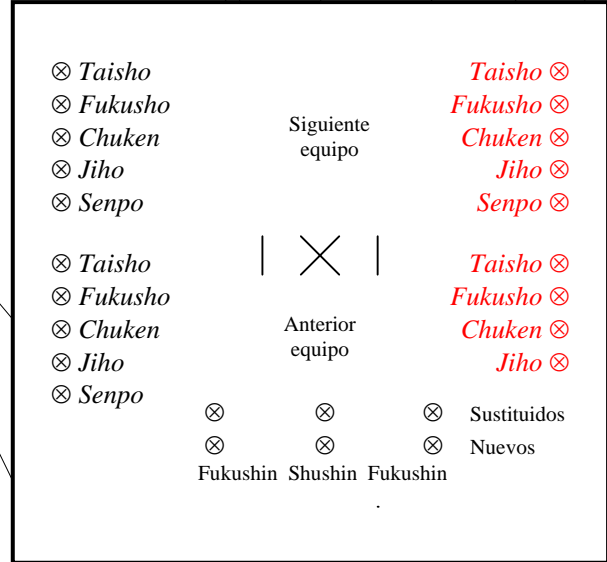 ⊗ Taisho Taisho ⊗
⊗ Fukusho Fukusho ⊗
⊗ Chuken Siguiente equipo Chuken ⊗
⊗ Jiho Jiho ⊗
⊗ Senpo Senpo ⊗
⊗ Taisho Taisho ⊗
⊗ Fukusho Fukusho ⊗
⊗ Chuken Anterior equipo Chuken ⊗
⊗ Jiho Jiho ⊗
⊗ Senpo
⊗ ⊗ ⊗ Sustituidos
⊗ ⊗ ⊗ Nuevos
Fukushin Shushin Fukushin
.